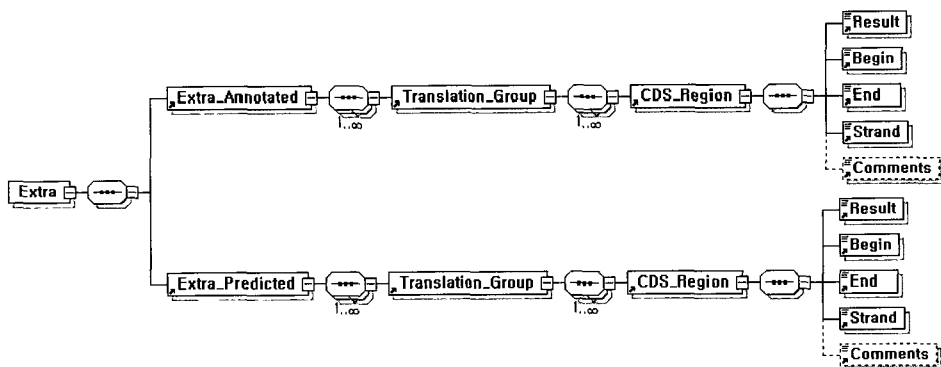 Result
Begin
Extra_Annotated Translation_Group CDS_Region End
1..∞ 1..∞
Strand
Comments
Extra
Result
Begin
Extra_Predicted Translation_Group CDS_Region End
1..∞ 1..∞
Strand
Comments